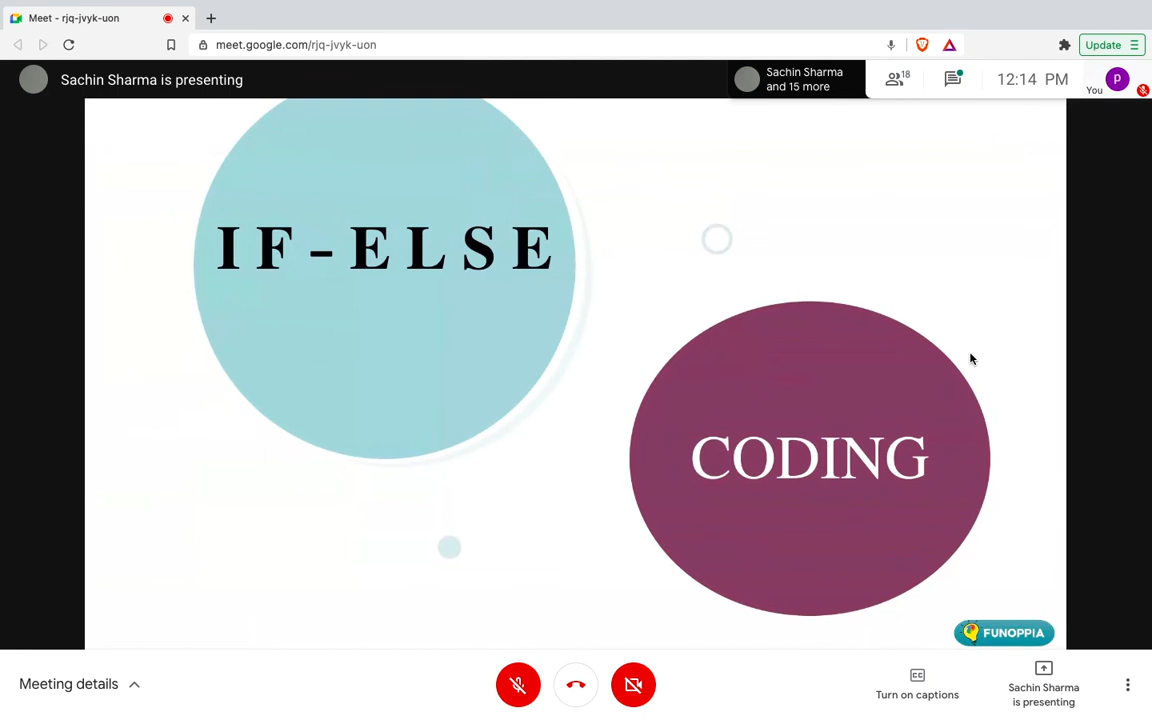 Meet - rjq-jvyk-uon
meet.google.com/rjq-jvyk-uon
Update
Sachin Sharma is presenting
Sachin Sharma
and 15 more
18
12:14 PM
You
p
IF-ELSE
CODING
FUNOPPIA
Meeting details
CC
Turn on captions
Sachin Sharma
is presenting